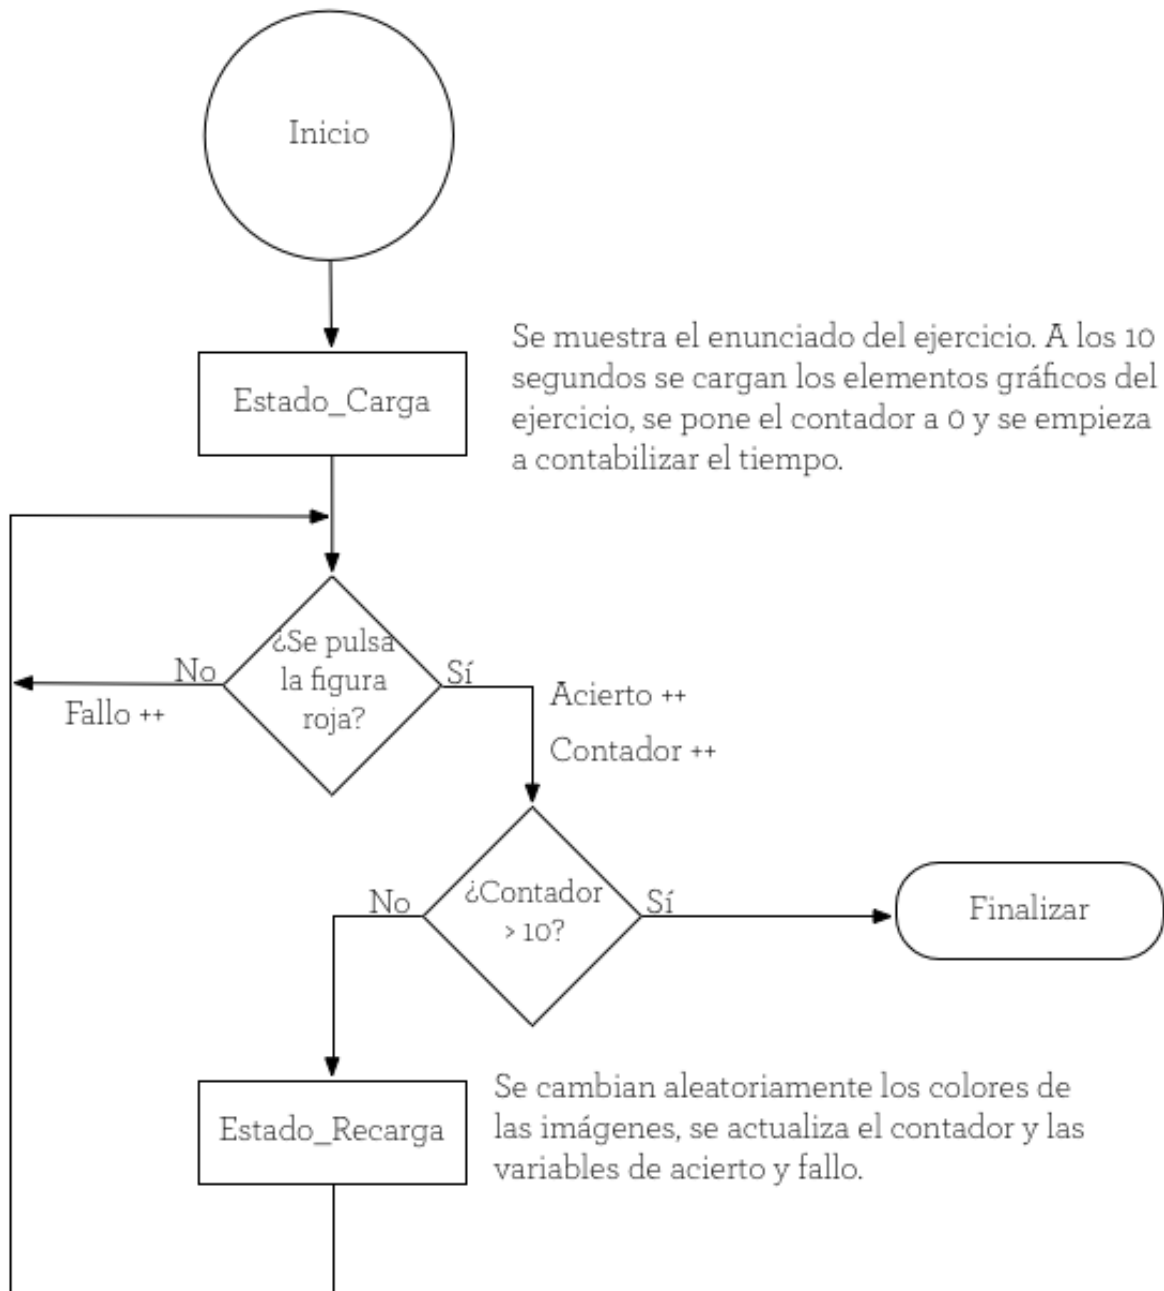 Inicio
Se muestra el enunciado del ejercicio. A los 10
segundos se cargan los elementos gráficos del
ejercicio, se pone el contador a 0 y se empieza
a contabilizar el tiempo.
Estado_Carga
¿Se pulsa
la figura
roja?
No
Sí
Fallo ++
Acierto ++
Contador ++
¿Contador
> 10?
No
Sí
Finalizar
Estado_Recarga
Se cambian aleatoriamente los colores de
las imágenes, se actualiza el contador y las
variables de acierto y fallo.